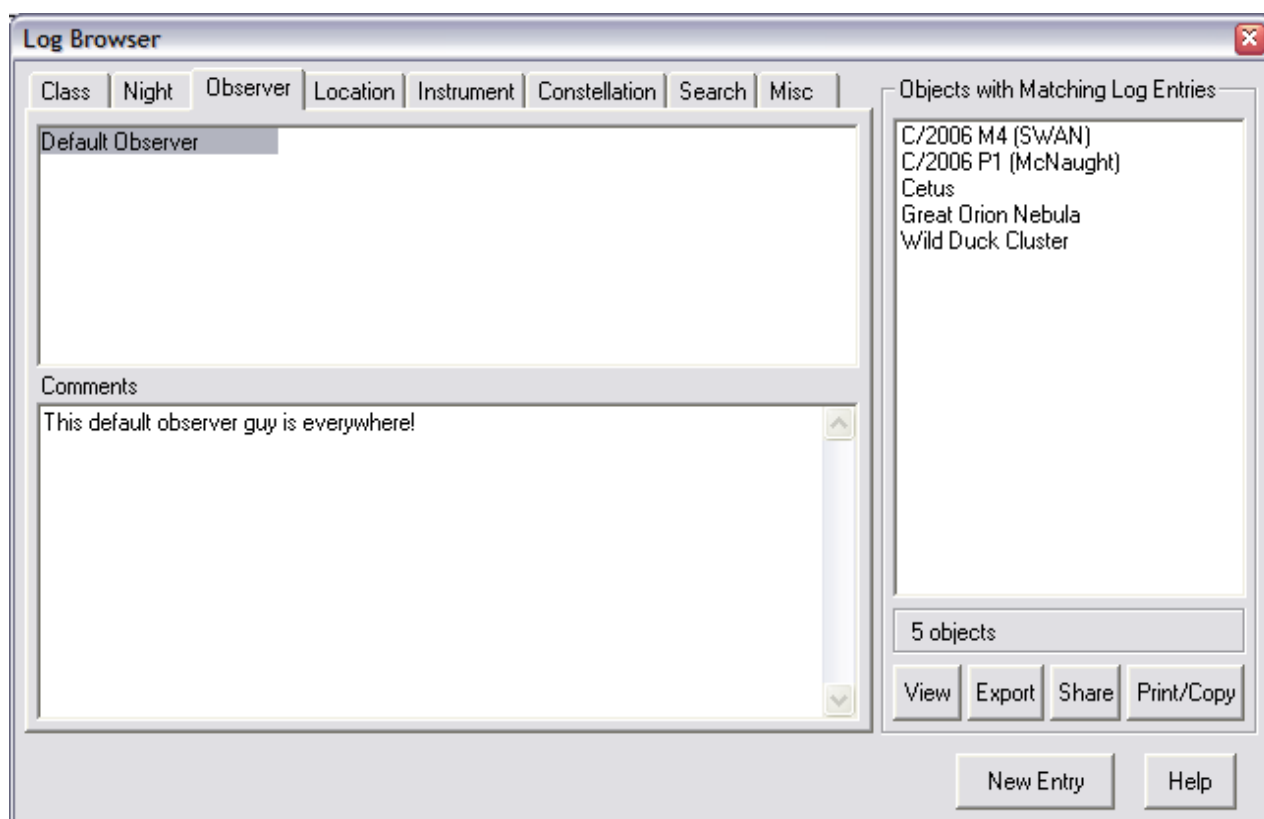 Log Browser
Class Night Observer Location Instrument Constellation Search Misc
Default Observer
Comments
This default observer guy is everywhere!
Objects with Matching Log Entries
C/2006 M4 (SWAN)
C/2006 P1 (McNaught)
Cetus
Great Orion Nebula
Wild Duck Cluster
5 objects
View Export Share Print/Copy
New Entry Help